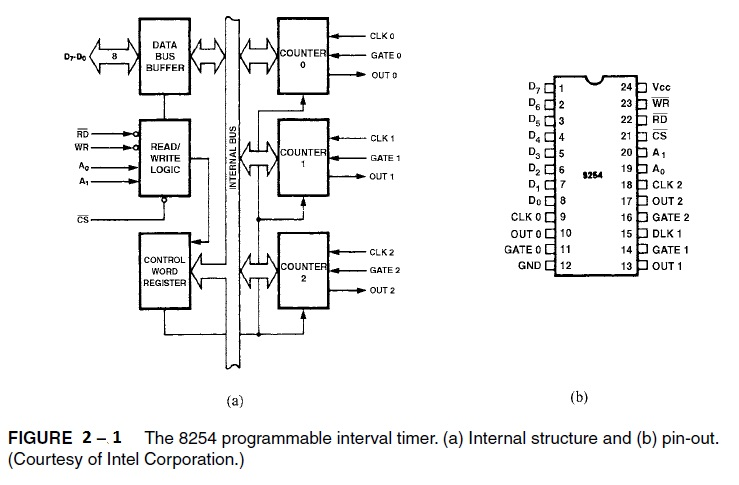 D7-D0
8
DATA
BUS
BUFFER
COUNTER
0
CLK 0
GATE 0
OUT 0
RD
WR
A0
A1
CS
READ/
WRITE
LOGIC
INTERNAL BUS
COUNTER
1
CLK 1
GATE 1
OUT 1
CONTROL
WORD
REGISTER
COUNTER
2
CLK 2
GATE 2
OUT 2
(a)
D7 1 24 Vcc
D6 2 23 WR
D5 3 22 RD
D4 4 21 CS
D3 5 20 A1
D2 6 8254 19 A0
D1 7 18 CLK 2
D0 8 17 OUT 2
CLK 0 9 16 GATE 2
OUT 0 10 15 DLK 1
GATE 0 11 14 GATE 1
GND 12 13 OUT 1
(b)
FIGURE 2 – 1 The 8254 programmable interval timer. (a) Internal structure and (b) pin-out.
(Courtesy of Intel Corporation.)